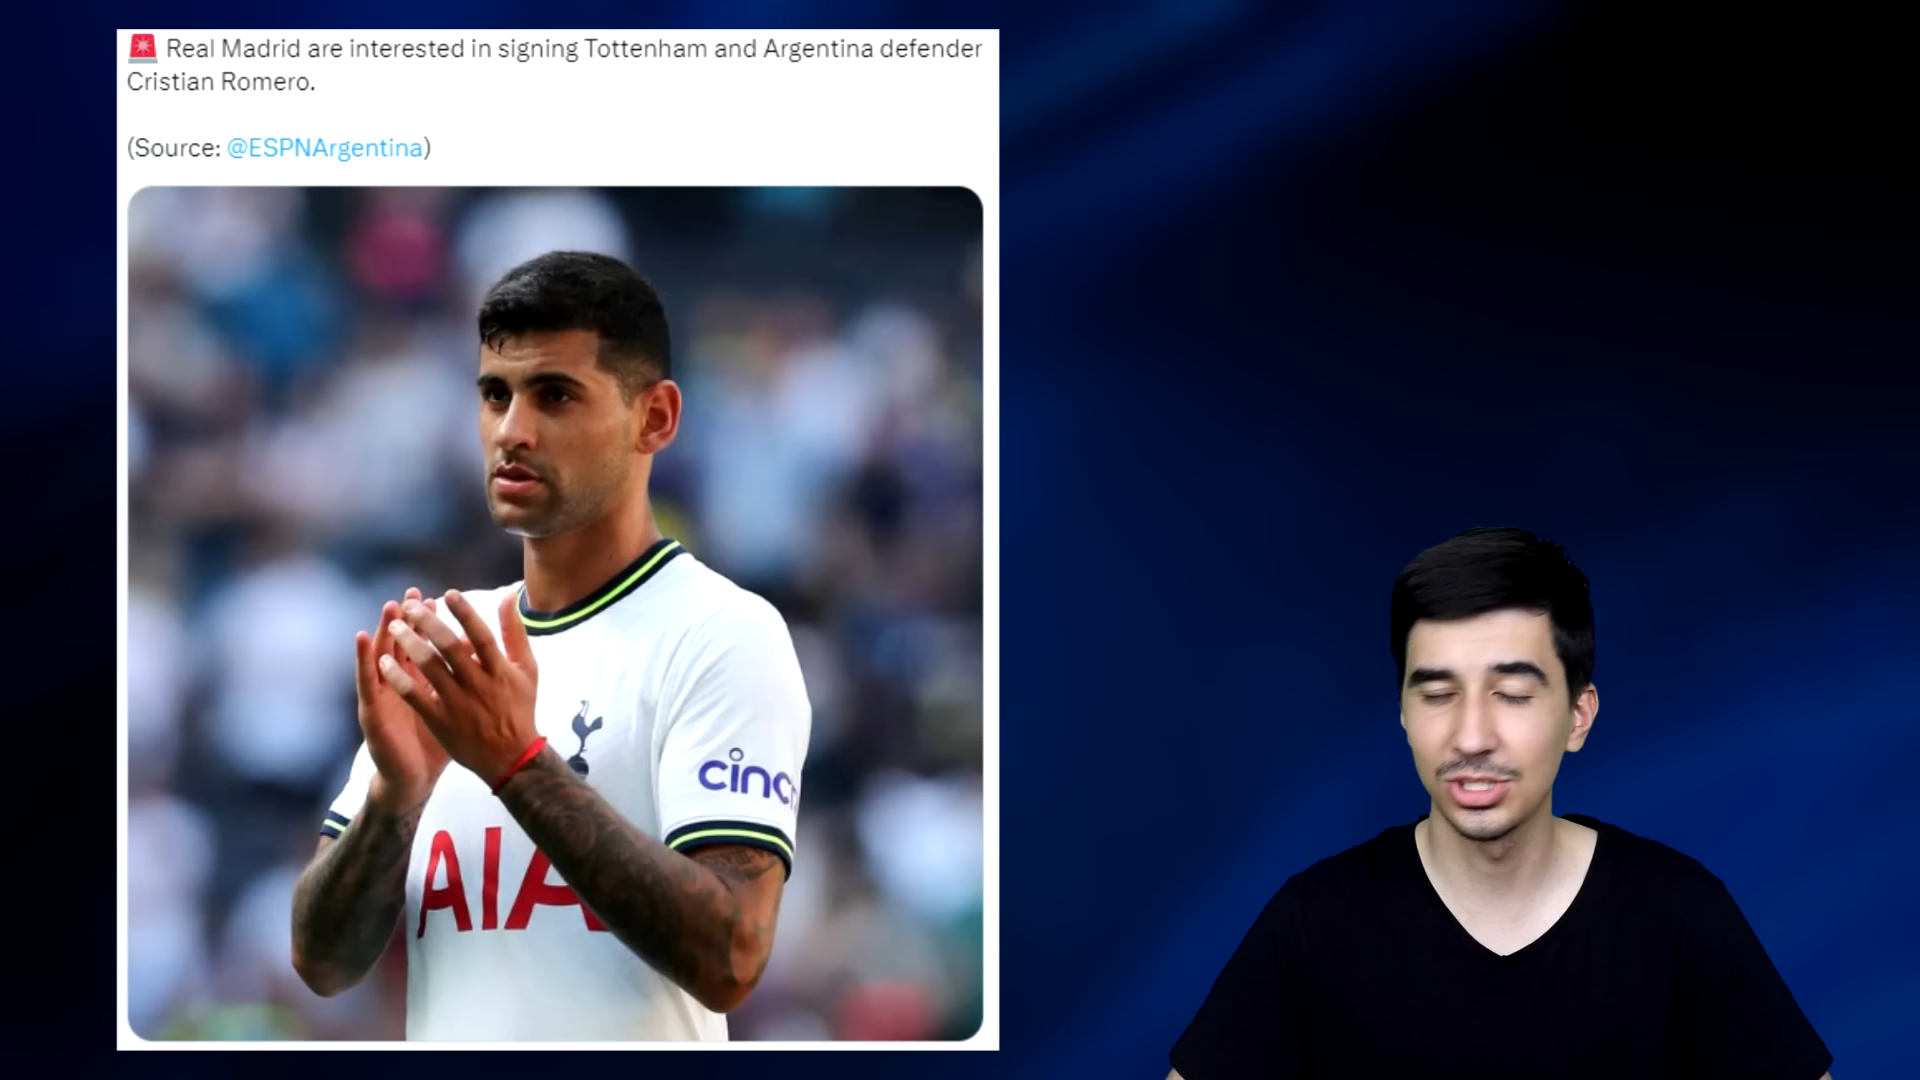 🚨 Real Madrid are interested in signing Tottenham and Argentina defender
Cristian Romero.
(Source: @ESPNArgentina)
cinc
AIA